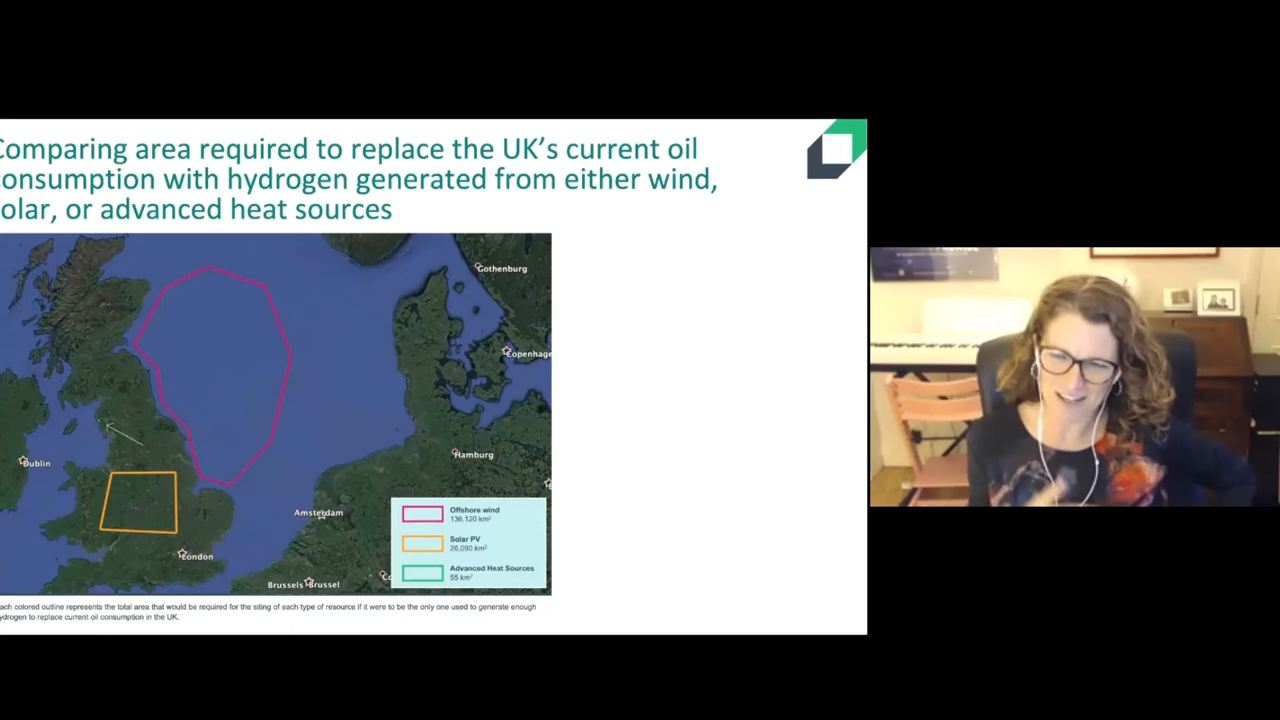 Comparing area required to replace the UK's current oil
consumption with hydrogen generated from either wind,
solar, or advanced heat sources
Gothenburg
Copenhage
Dublin
Hamburg
Amsterdam
London
Brussels Brussel
Co
Offshore wind
136,120 km²
Solar PV
26,090 km²
Advanced Heat Sources
55 km²
ach colored outline represents the total area that would be required for the siting of each type of resource if it were to be the only one used to generate enough
ydrogen to replace current oil consumption in the UK.